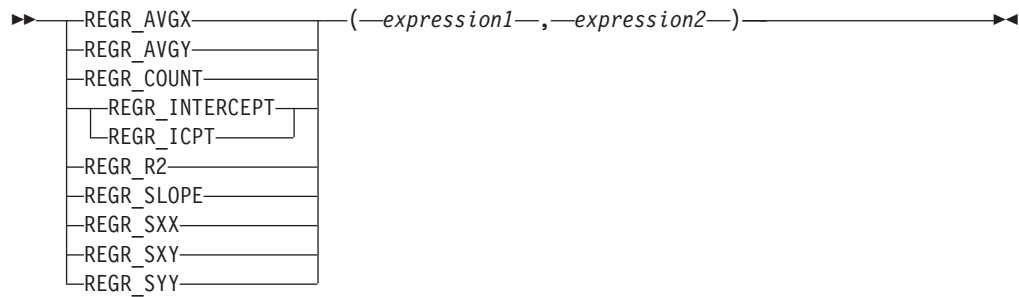 REGR_AVGX ( expression1 , expression2 )
REGR_AVGY
REGR_COUNT
REGR_INTERCEPT
REGR_ICPT
REGR_R2
REGR_SLOPE
REGR_SXX
REGR_SXY
REGR_SYY